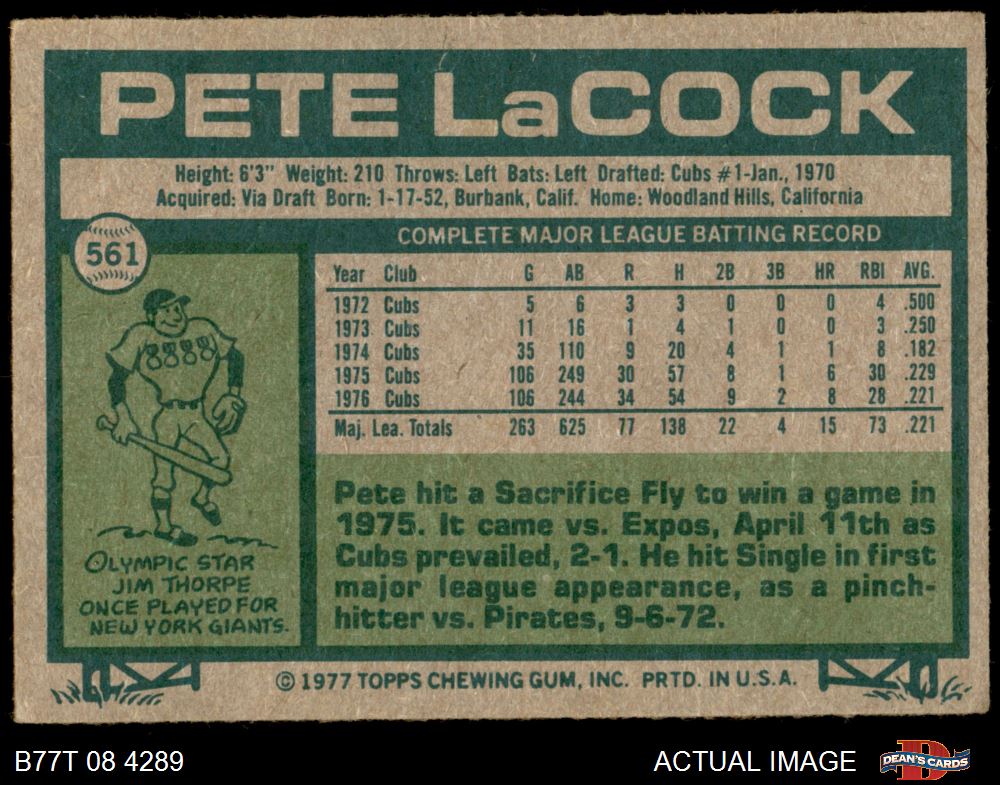 PETE LaCOCK
Height: 6'3" Weight: 210 Throws: Left Bats: Left Drafted: Cubs #1-Jan., 1970
Acquired: Via Draft Born: 1-17-52, Burbank, Calif. Home: Woodland Hills, California
561
COMPLETE MAJOR LEAGUE BATTING RECORD
Year Club G AB R H 2B 3B HR RBI AVG.
1972 Cubs 5 6 3 3 0 0 0 4 .500
1973 Cubs 11 16 1 4 1 0 0 3 .250
1974 Cubs 35 110 9 20 4 1 1 8 .182
1975 Cubs 106 249 30 57 8 1 6 30 .229
1976 Cubs 106 244 34 54 9 2 8 28 .221
Maj. Lea. Totals 263 625 77 138 22 4 15 73 .221
OLYMPIC STAR
JIM THORPE
ONCE PLAYED FOR
NEW YORK GIANTS.
Pete hit a Sacrifice Fly to win a game in
1975. It came vs. Expos, April 11th as
Cubs prevailed, 2-1. He hit Single in first
major league appearance, as a pinch-
hitter vs. Pirates, 9-6-72.
© 1977 TOPPS CHEWING GUM, INC. PRTD. IN U.S.A.
B77T 08 4289
ACTUAL IMAGE
D
DEAN'S CARDS